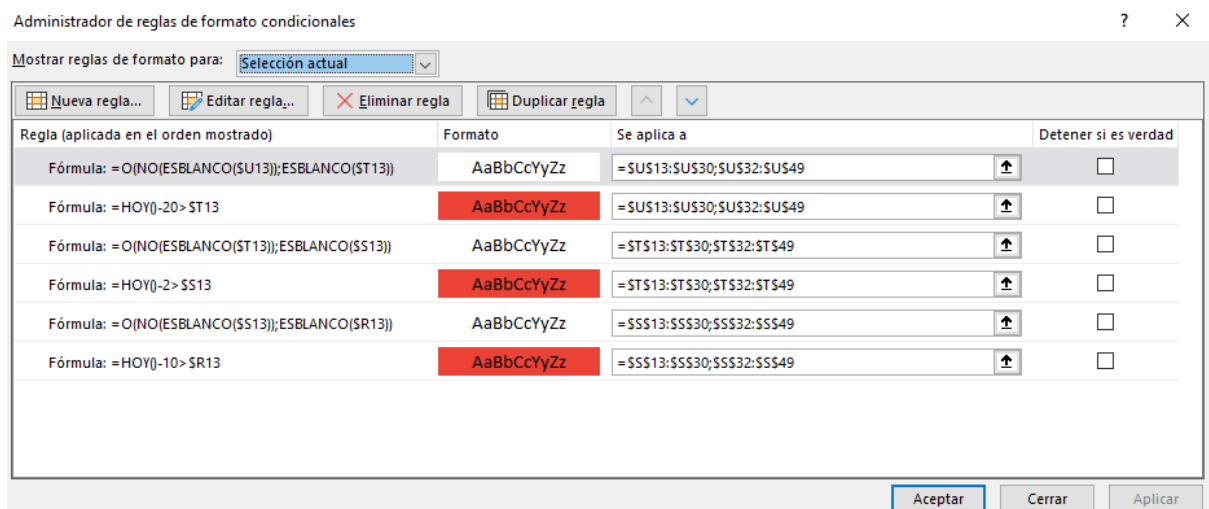 Administrador de reglas de formato condicionales ? ×
Mostrar reglas de formato para: Selección actual
Nueva regla... Editar regla... Eliminar regla Duplicar regla
Regla (aplicada en el orden mostrado) Formato Se aplica a Detener si es verdad
Fórmula: =O(NO(ESBLANCO($U13));ESBLANCO($T13)) AaBbCcYyZz =$U$13:$U$30;$U$32:$U$49
Fórmula: =HOY()-20>$T13 AaBbCcYyZz =$U$13:$U$30;$U$32:$U$49
Fórmula: =O(NO(ESBLANCO($T13));ESBLANCO($S13)) AaBbCcYyZz =$T$13:$T$30;$T$32:$T$49
Fórmula: =HOY()-2>$S13 AaBbCcYyZz =$T$13:$T$30;$T$32:$T$49
Fórmula: =O(NO(ESBLANCO($S13));ESBLANCO($R13)) AaBbCcYyZz =$S$13:$S$30;$S$32:$S$49
Fórmula: =HOY()-10>$R13 AaBbCcYyZz =$S$13:$S$30;$S$32:$S$49
Aceptar Cerrar Aplicar